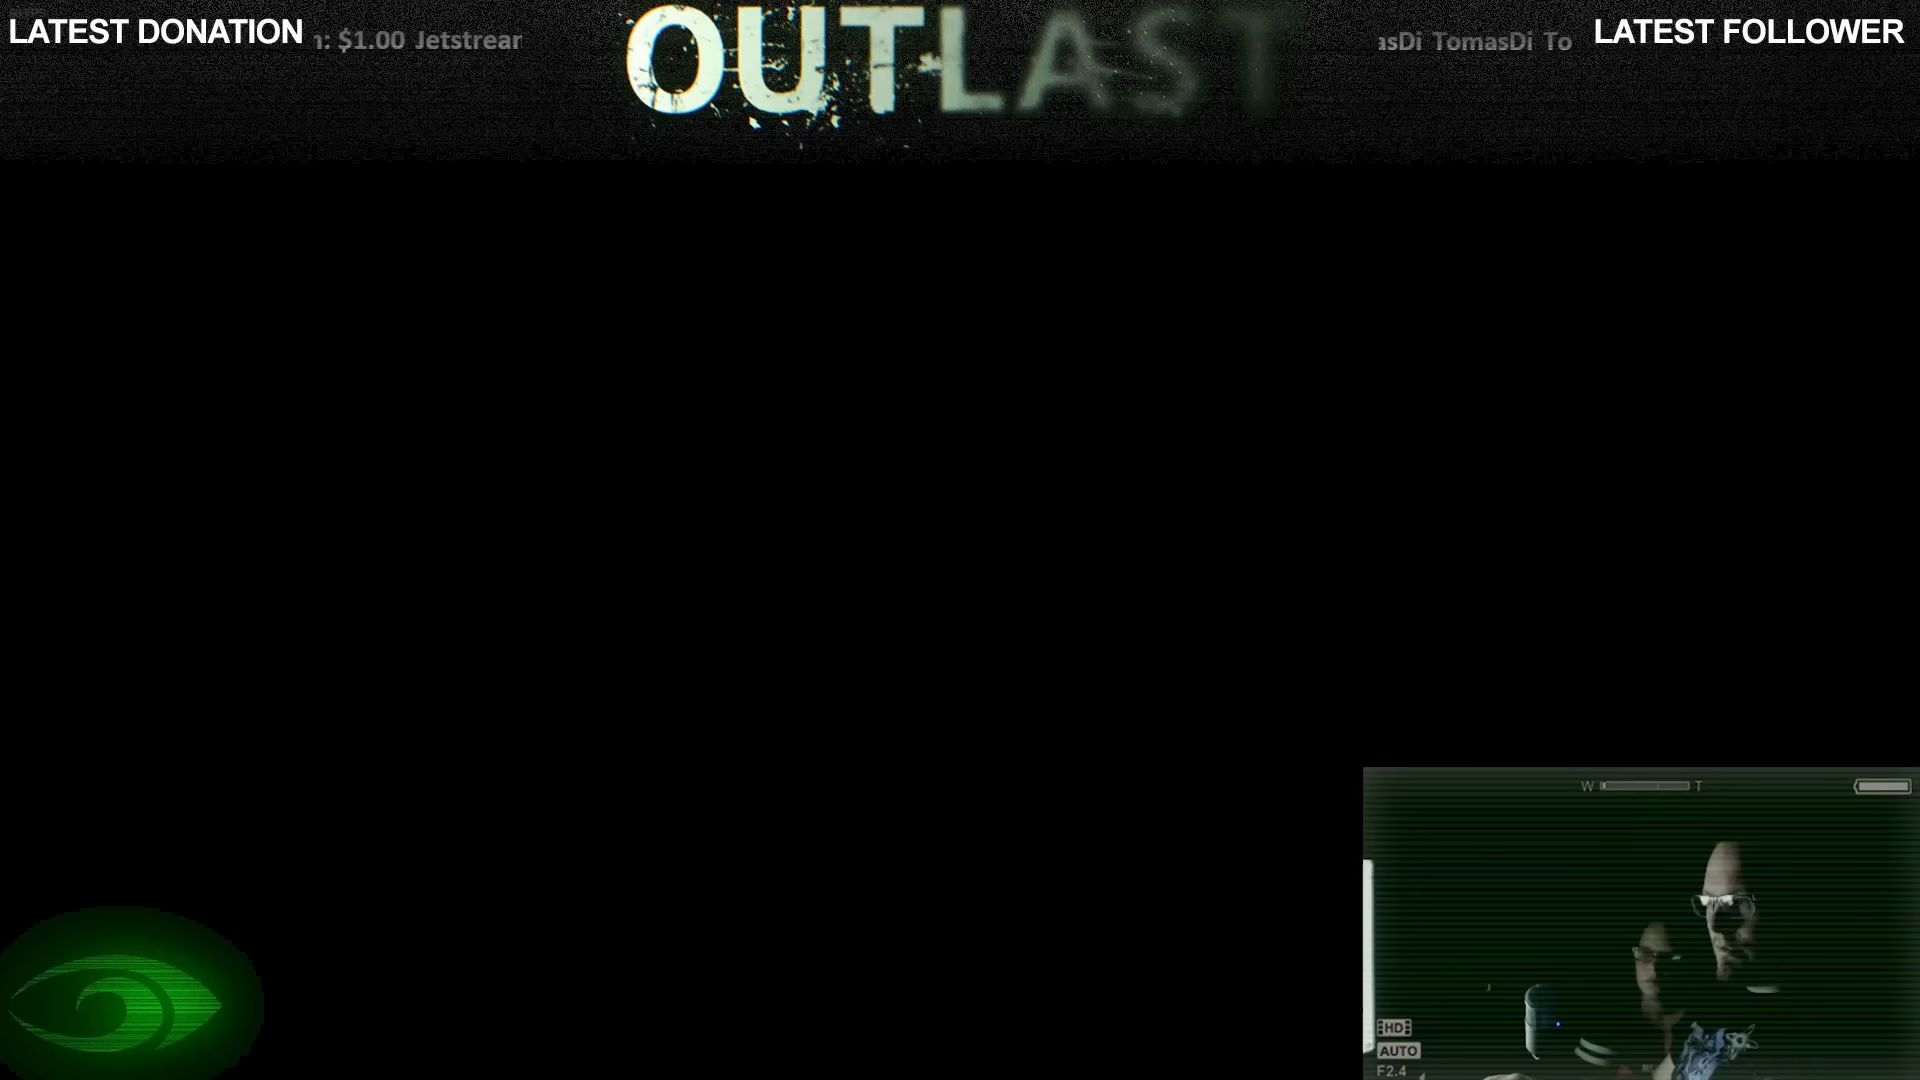 LATEST DONATION
: $1.00 Jetstrear
OUTLAST
asDi TomasDi To
LATEST FOLLOWER
W T
HD
AUTO
F2.4